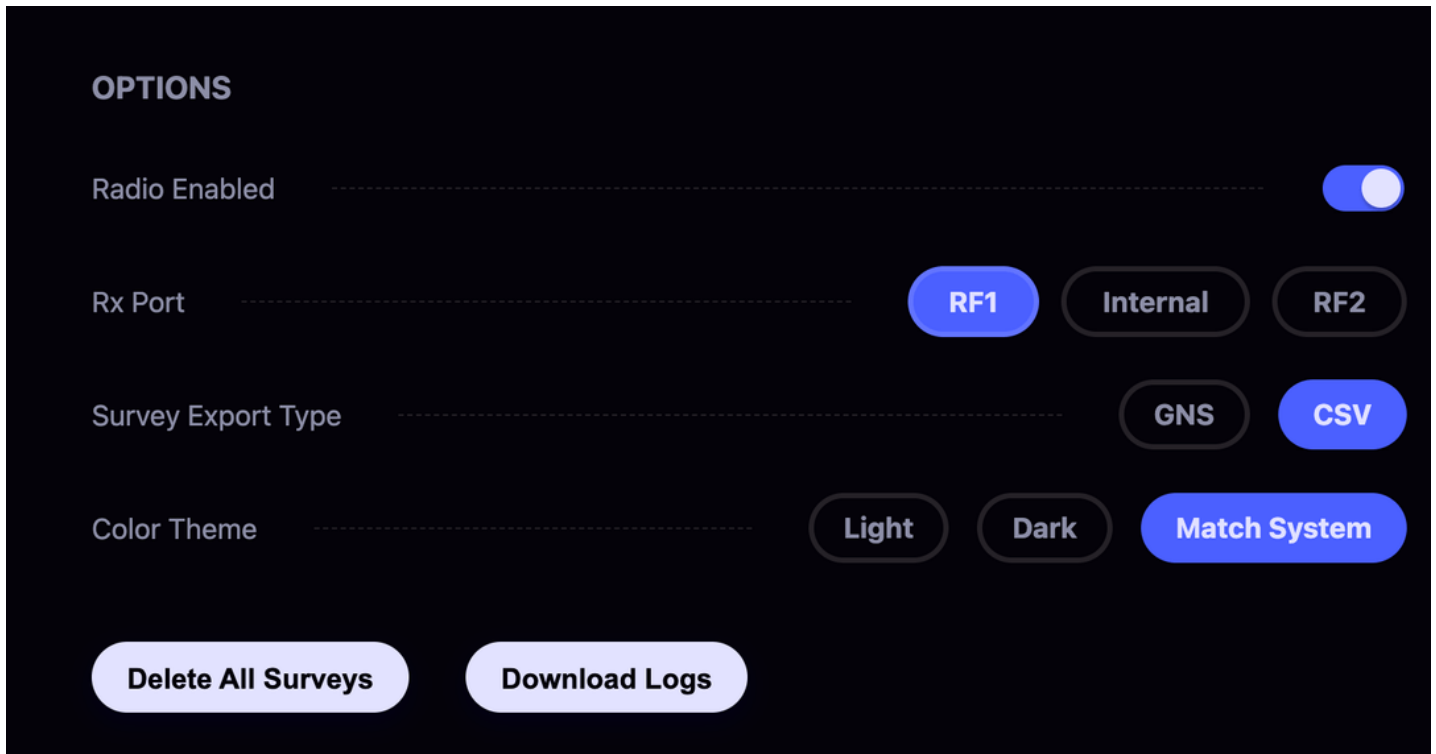 OPTIONS
Radio Enabled
Rx Port RF1 Internal RF2
Survey Export Type GNS CSV
Color Theme Light Dark Match System
Delete All Surveys Download Logs